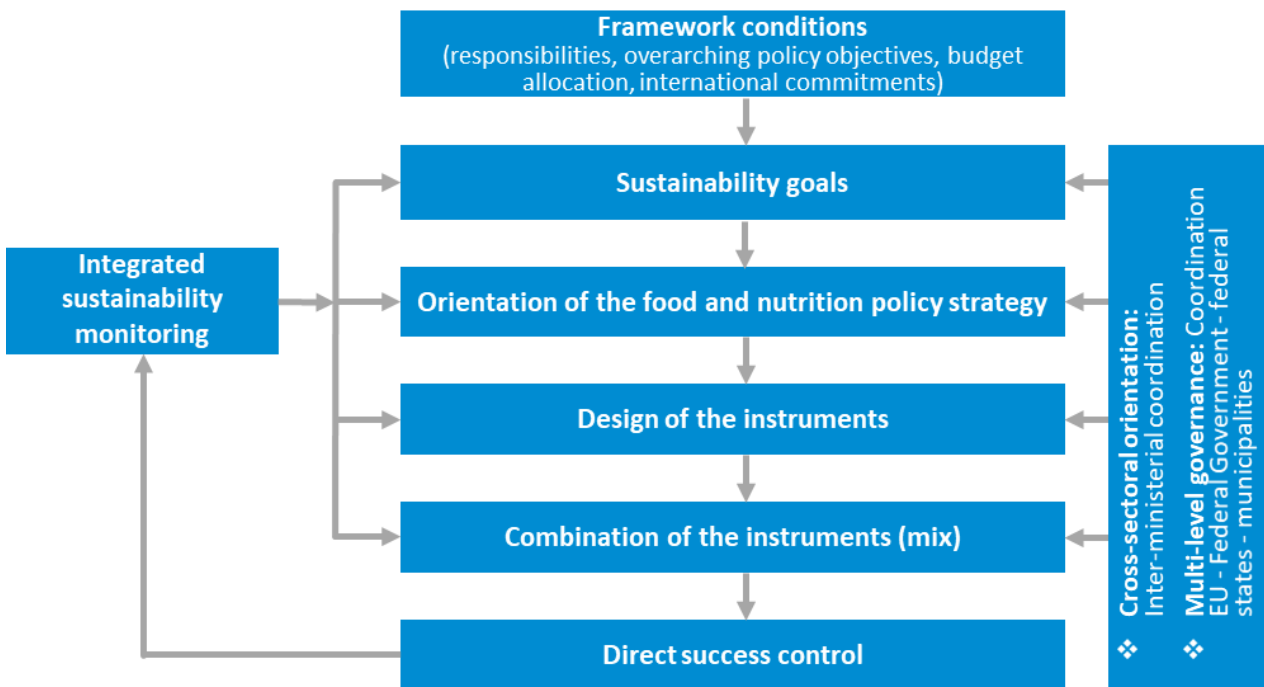 Framework conditions
(responsibilities, overarching policy objectives, budget
allocation, international commitments)
Sustainability goals
Integrated
sustainability
monitoring
Orientation of the food and nutrition policy strategy
Design of the instruments
Combination of the instruments (mix)
Direct success control
❖ Cross-sectoral orientation:
Inter-ministerial coordination
❖ Multi-level governance: Coordination
EU - Federal Government - federal
states - municipalities